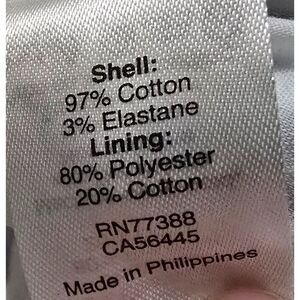 Shell:
97% Cotton
3% Elastane
Lining:
80% Polyester
20% Cotton
RN77388
CA56445
Made in Philippines